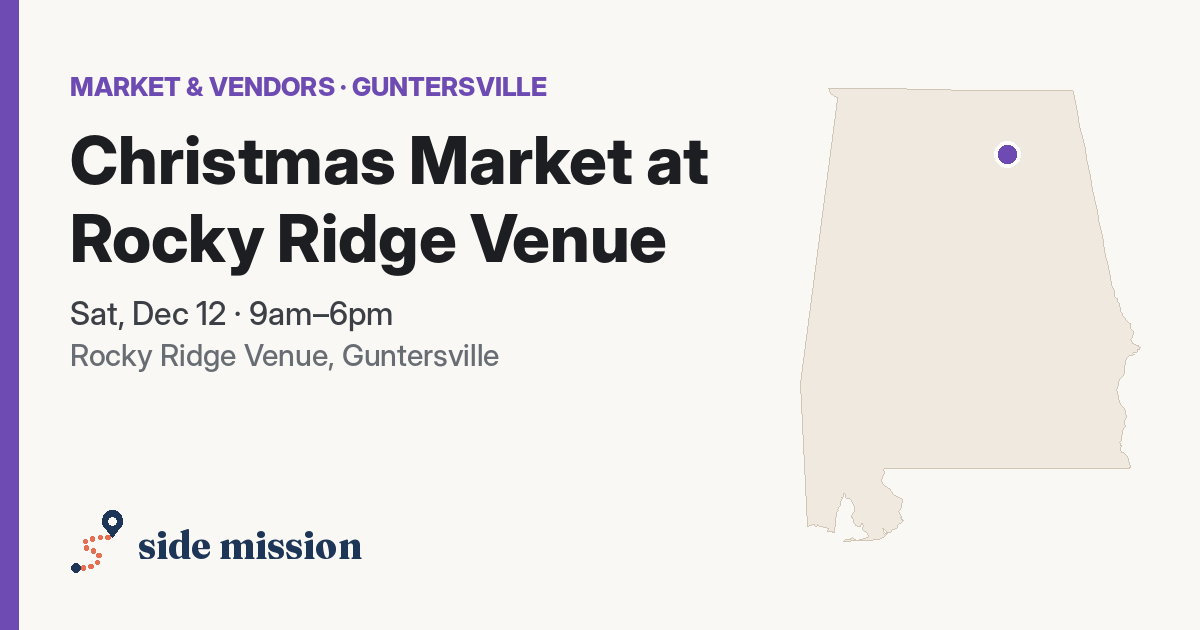 MARKET & VENDORS · GUNTERSVILLE
Christmas Market at
Rocky Ridge Venue
Sat, Dec 12 · 9am–6pm
Rocky Ridge Venue, Guntersville
side mission